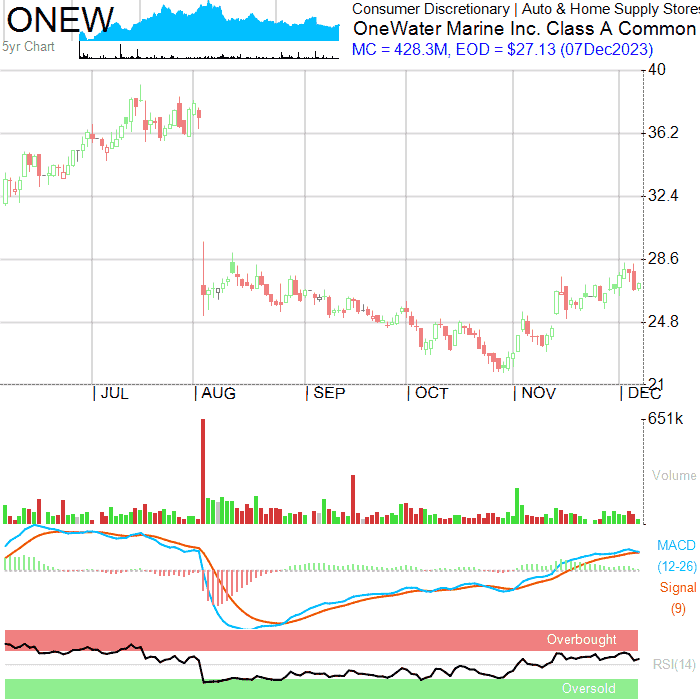 ONEW
5yr Chart
Consumer Discretionary | Auto & Home Supply Stores
OneWater Marine Inc. Class A Common
MC = 428.3M, EOD = $27.13 (07Dec2023)
40
36.2
32.4
28.6
24.8
21
JUL
AUG
SEP
OCT
NOV
DEC
651k
Volume
MACD
(12-26)
Signal
(9)
Overbought
RSI(14)
Oversold